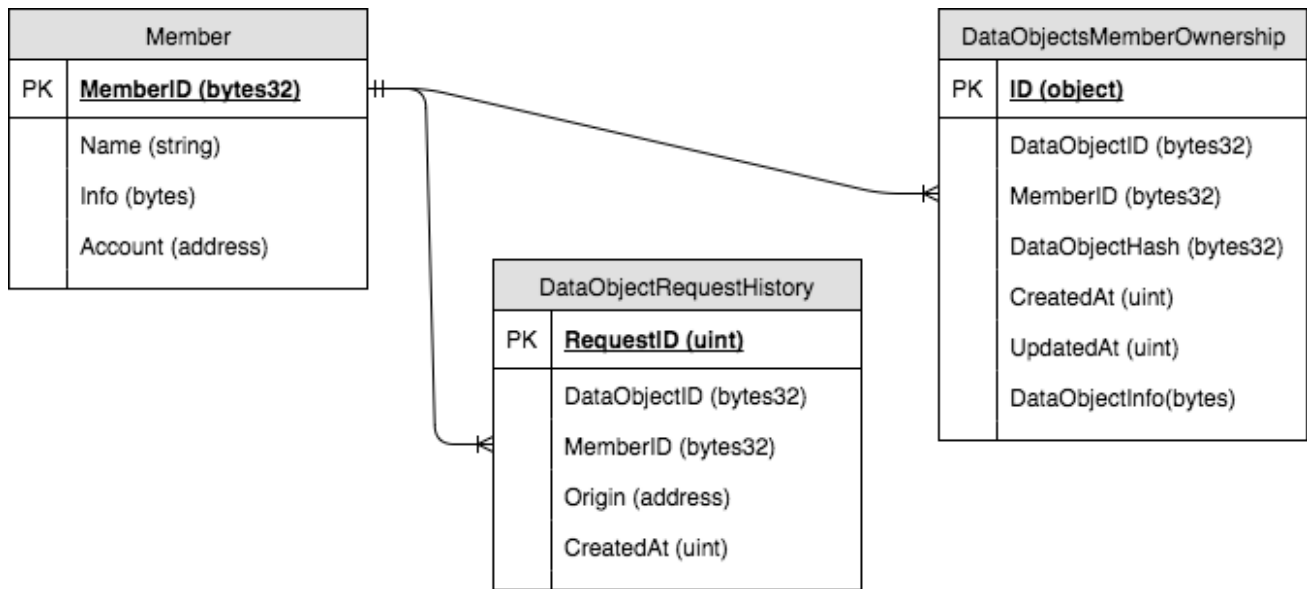 Member
PK MemberID (bytes32)
Name (string)
Info (bytes)
Account (address)
DataObjectRequestHistory
PK RequestID (uint)
DataObjectID (bytes32)
MemberID (bytes32)
Origin (address)
CreatedAt (uint)
DataObjectsMemberOwnership
PK ID (object)
DataObjectID (bytes32)
MemberID (bytes32)
DataObjectHash (bytes32)
CreatedAt (uint)
UpdatedAt (uint)
DataObjectInfo(bytes)